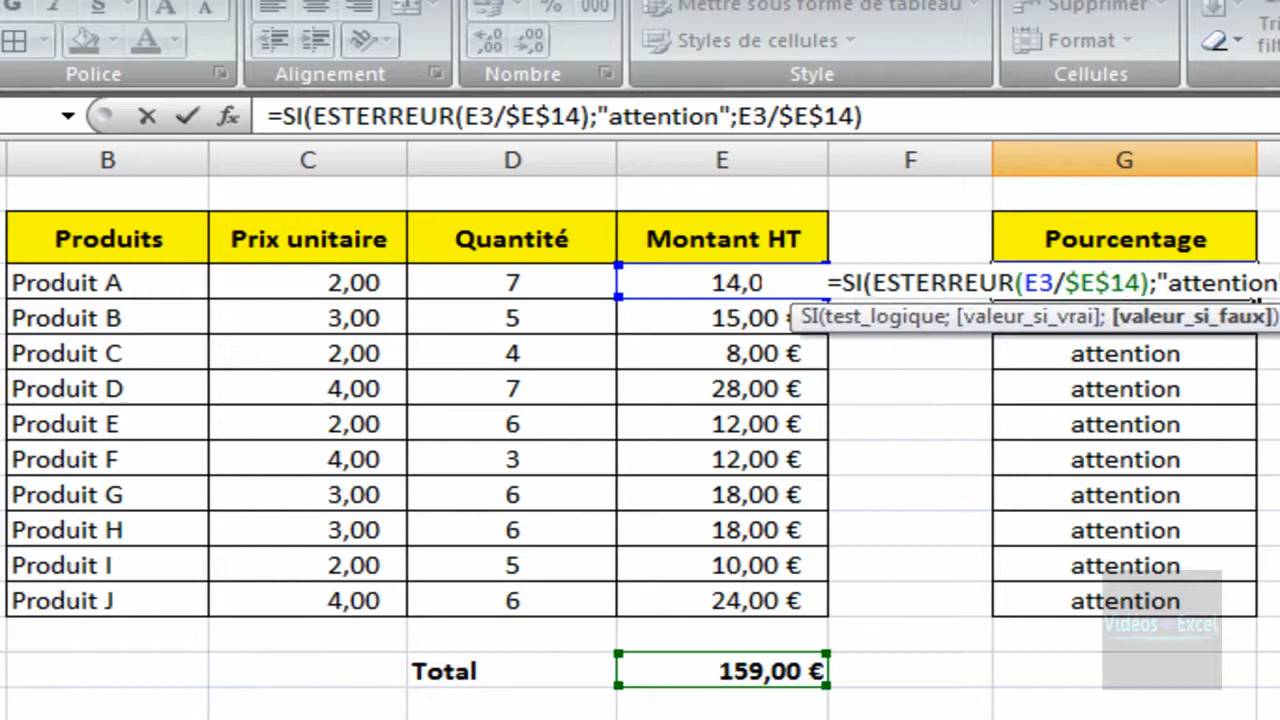 G I S A A % 000 Mettre sous forme de tableau Supprimer
Styles de cellules Format
Police Alignement Nombre Style Cellules
fx =SI(ESTERREUR(E3/$E$14);"attention";E3/$E$14)
B C D E F G
Produits Prix unitaire Quantité Montant HT Pourcentage
Produit A 2,00 7 14,0 =SI(ESTERREUR(E3/$E$14);"attention"
Produit B 3,00 5 15,00 SI(test_logique; [valeur_si_vrai]; [valeur_si_faux])
Produit C 2,00 4 8,00 € attention
Produit D 4,00 7 28,00 € attention
Produit E 2,00 6 12,00 € attention
Produit F 4,00 3 12,00 € attention
Produit G 3,00 6 18,00 € attention
Produit H 3,00 6 18,00 € attention
Produit I 2,00 5 10,00 € attention
Produit J 4,00 6 24,00 € attention
Vidéos Excel
Total 159,00 €